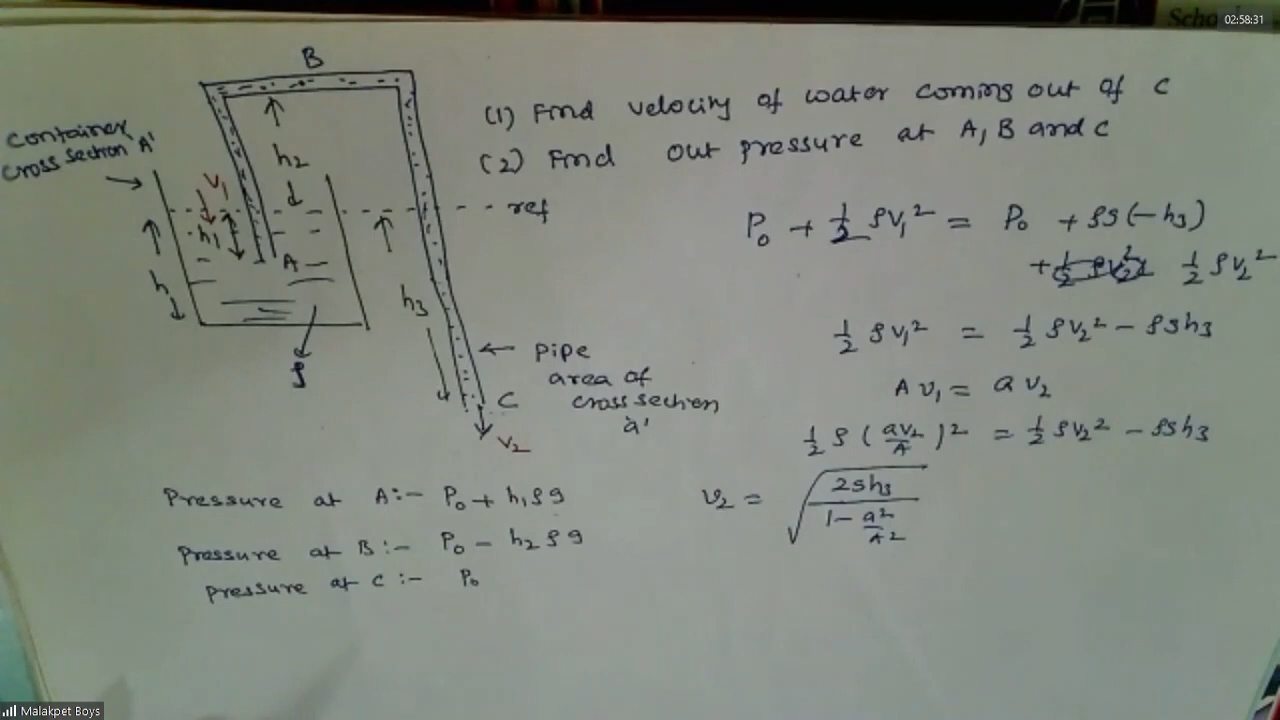 Scho
02:58:31
B
(1) Find velocity of water coming out of C
(2) Find out pressure at A, B and C
container
cross section 'A'
h₂
V₁
h₁
- - ref
A
h
h₃
ρ
← pipe
area of
cross section
'a'
C
V₂
P₀ + ½ ρv₁² = P₀ + ρg(-h₃)
+ ½ ρv₂²
½ ρv₁² = ½ ρv₂² - ρgh₃
A v₁ = a v₂
½ ρ (av₂/A)² = ½ ρv₂² - ρgh₃
v₂ = √(2gh₃ / (1 - a²/A²))
Pressure at A :- P₀ + h₁ρg
Pressure at B :- P₀ - h₂ρg
Pressure at C :- P₀
Malakpet Boys